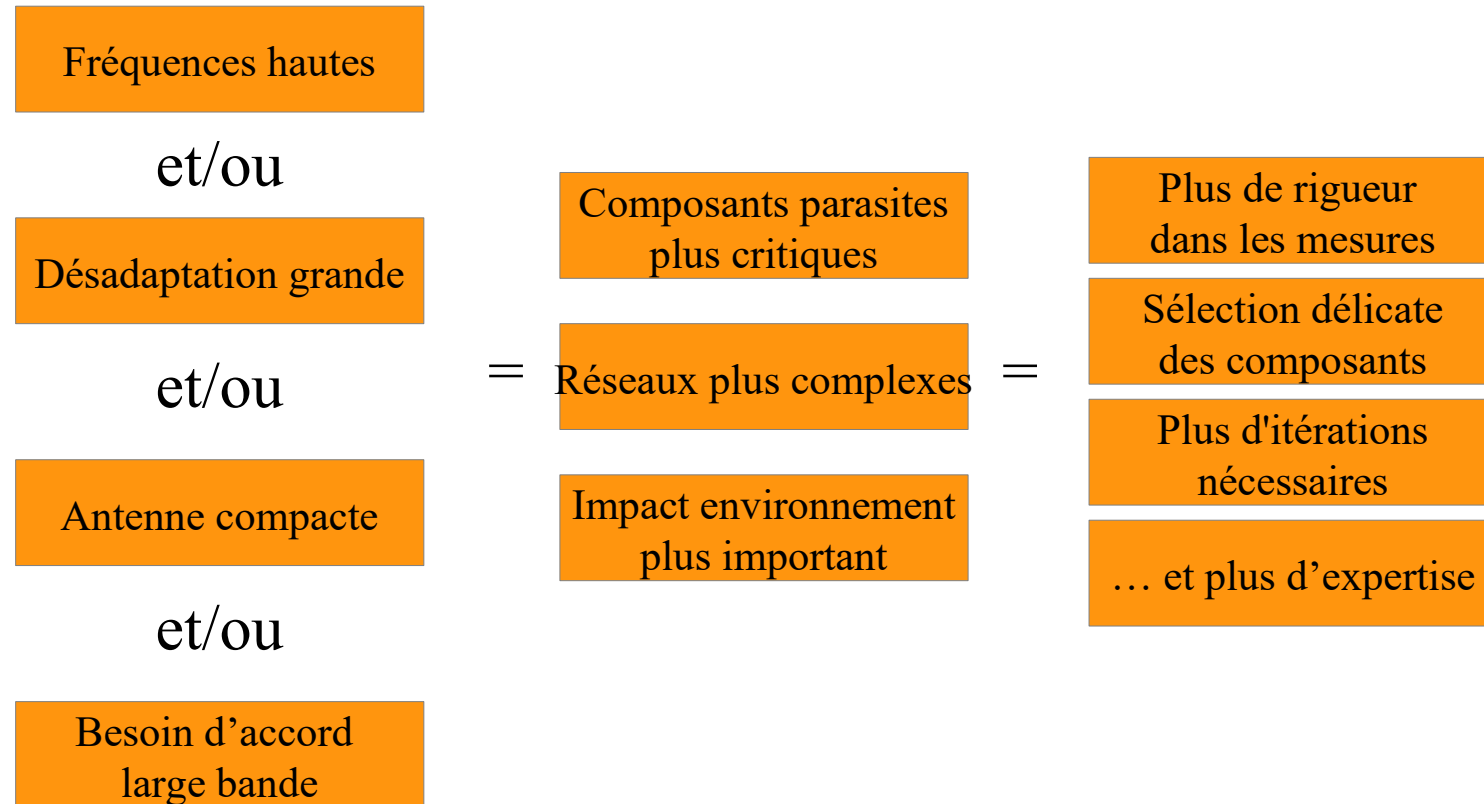 Fréquences hautes
et/ou
Désadaptation grande
et/ou
Antenne compacte
et/ou
Besoin d’accord
large bande
=
Composants parasites
plus critiques
Réseaux plus complexes
Impact environnement
plus important
=
Plus de rigueur
dans les mesures
Sélection délicate
des composants
Plus d'itérations
nécessaires
… et plus d’expertise